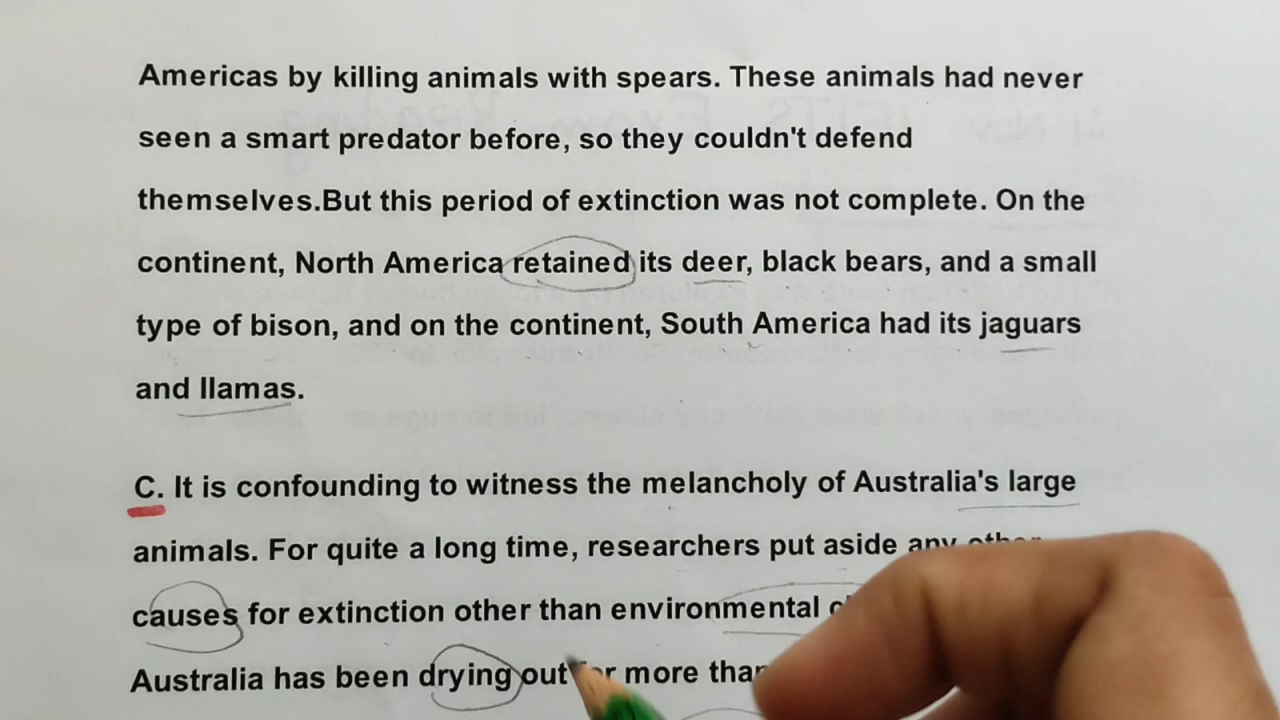 Americas by killing animals with spears. These animals had never
seen a smart predator before, so they couldn't defend
themselves.But this period of extinction was not complete. On the
continent, North America retained its deer, black bears, and a small
type of bison, and on the continent, South America had its jaguars
and llamas.
C. It is confounding to witness the melancholy of Australia's large
animals. For quite a long time, researchers put aside any other
causes for extinction other than environmental
Australia has been drying out for more than